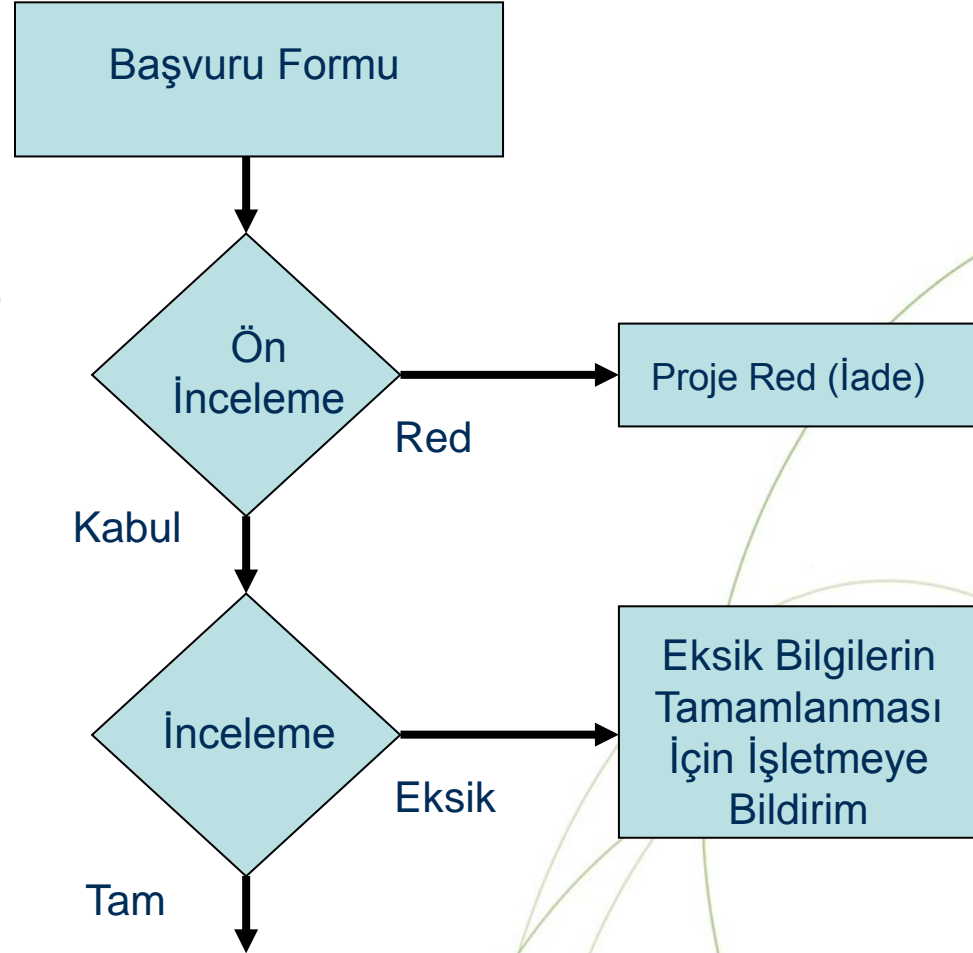 Başvuru Formu
Ön
İnceleme
Proje Red (İade)
Red
Kabul
İnceleme
Eksik Bilgilerin
Tamamlanması
İçin İşletmeye
Bildirim
Eksik
Tam